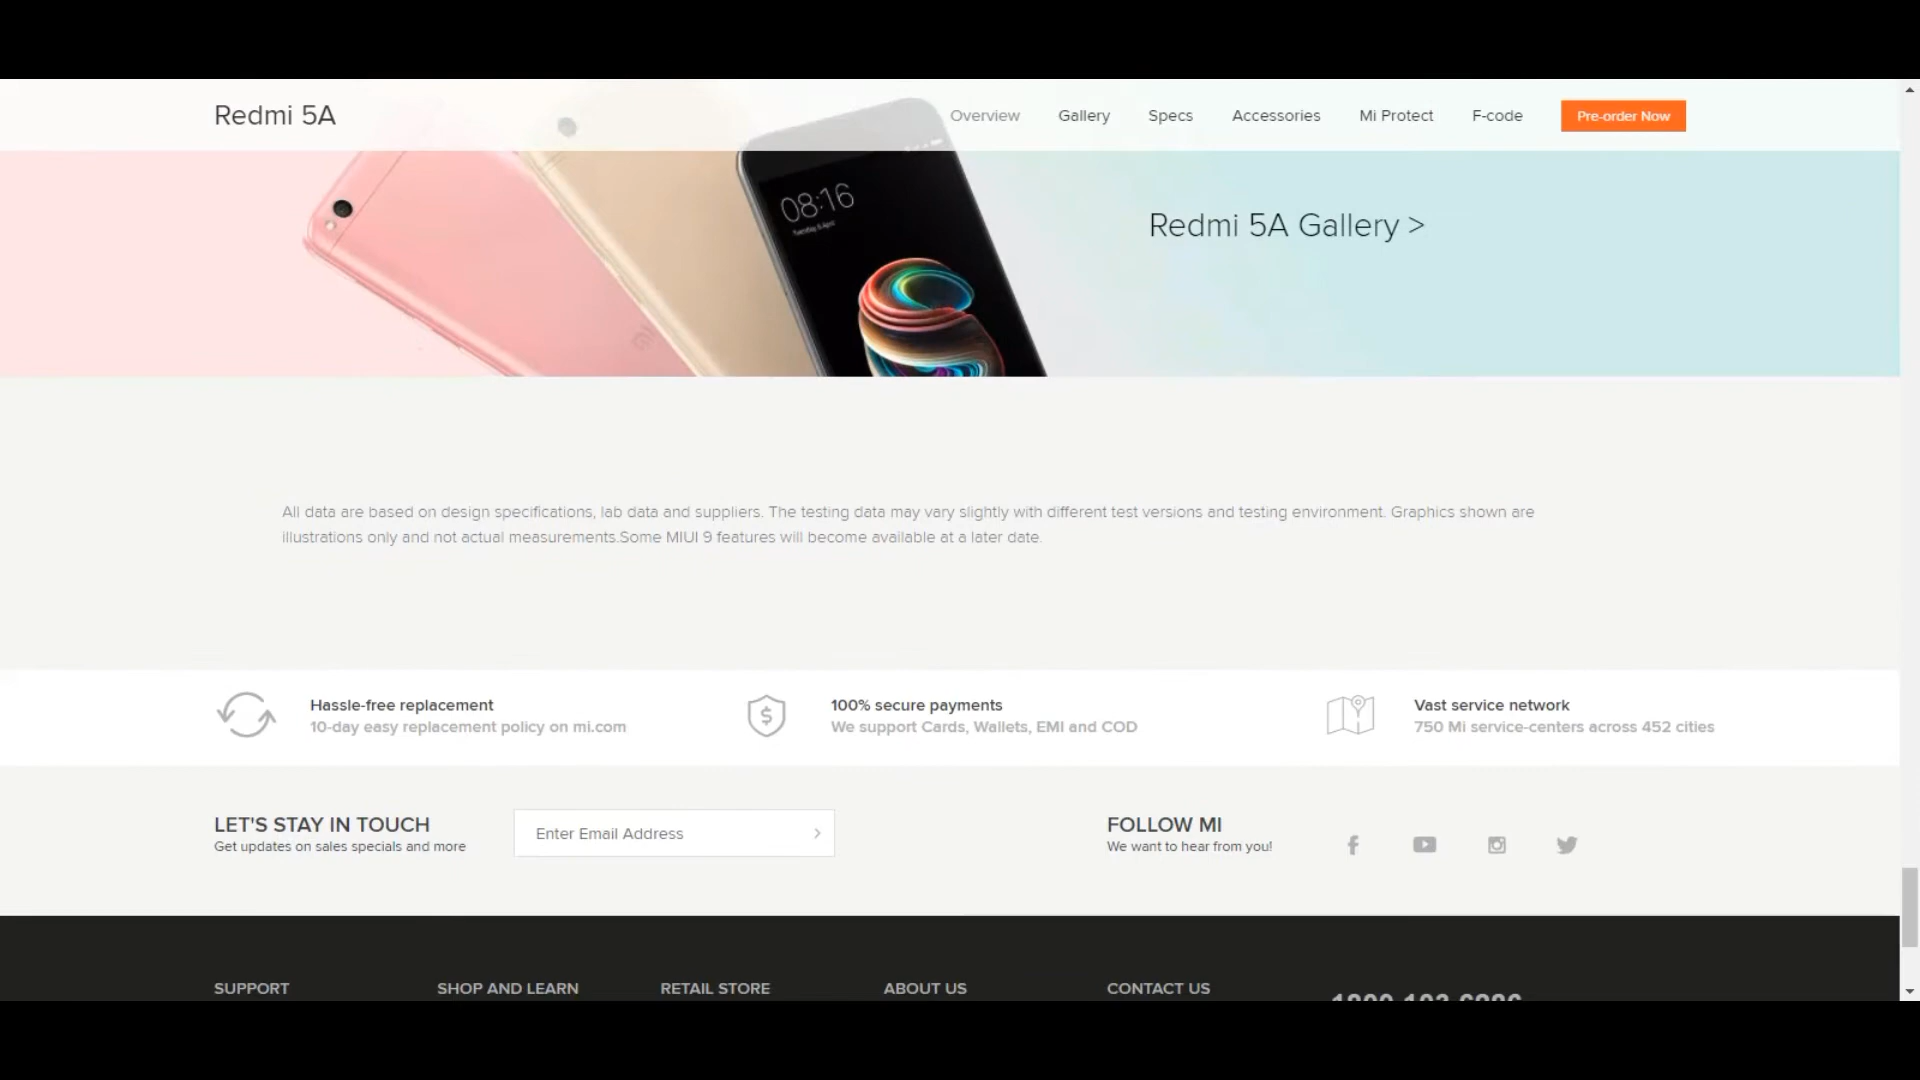 Redmi 5A
Overview
Gallery
Specs
Accessories
Mi Protect
F-code
Pre-order Now
08:16
Redmi 5A Gallery >
All data are based on design specifications, lab data and suppliers. The testing data may vary slightly with different test versions and testing environment. Graphics shown are
illustrations only and not actual measurements.Some MIUI 9 features will become available at a later date.
Hassle-free replacement
10-day easy replacement policy on mi.com
100% secure payments
We support Cards, Wallets, EMI and COD
Vast service network
750 Mi service-centers across 452 cities
LET'S STAY IN TOUCH
Get updates on sales specials and more
Enter Email Address
FOLLOW MI
We want to hear from you!
SUPPORT
SHOP AND LEARN
RETAIL STORE
ABOUT US
CONTACT US